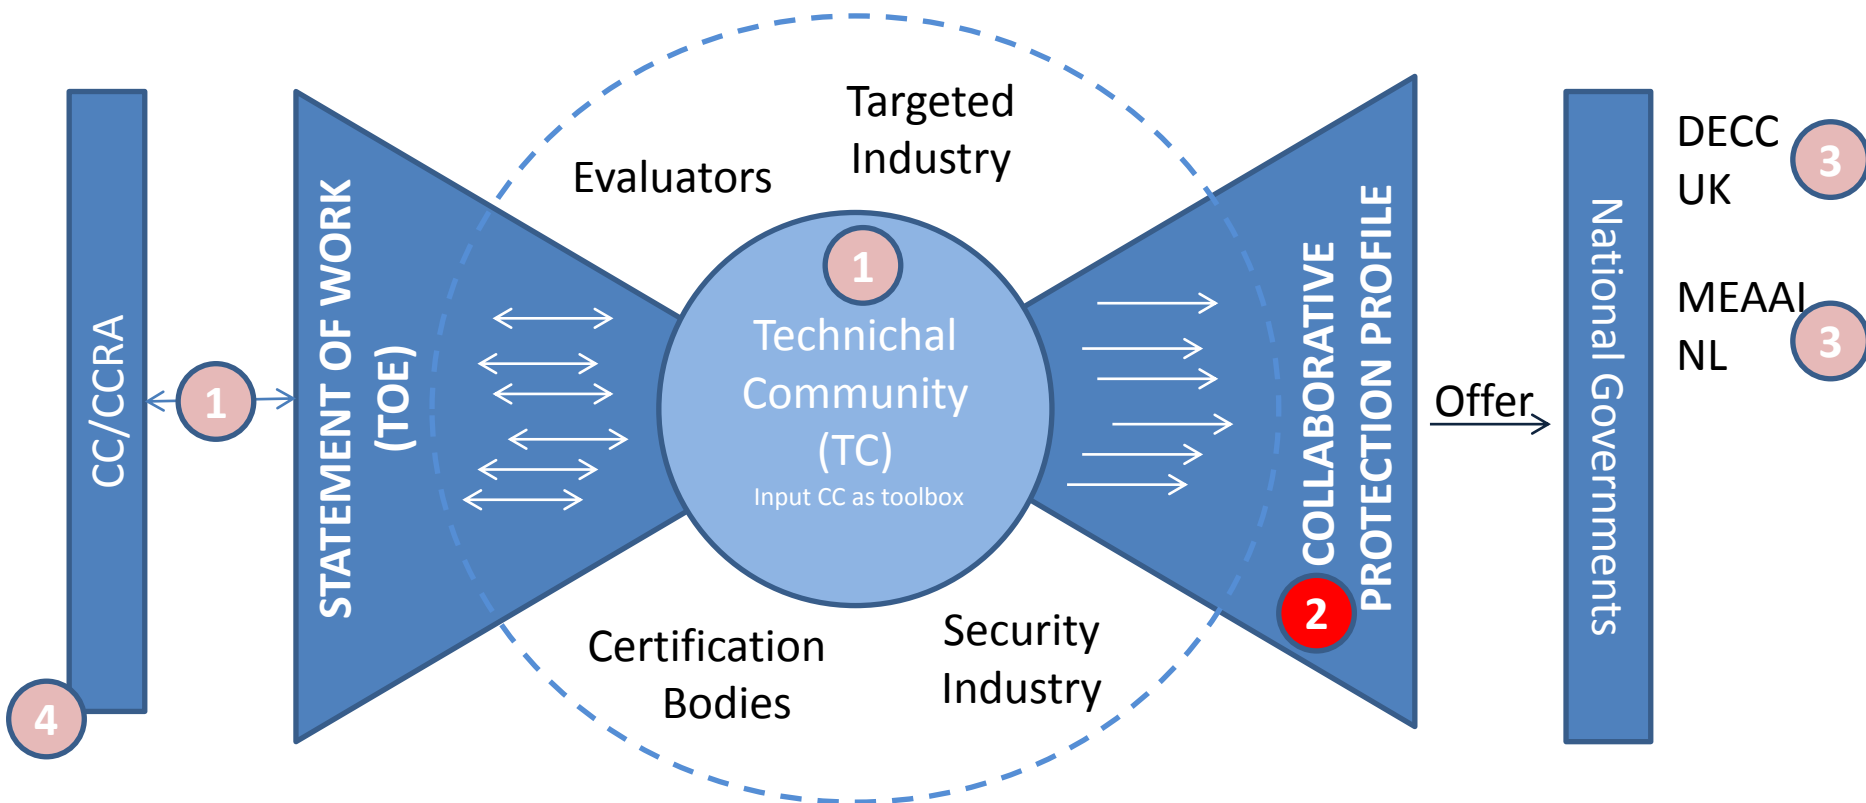 CC/CCRA
4
1
STATEMENT OF WORK
(TOE)
Evaluators
Targeted
Industry
1
Technichal
Community
(TC)
Input CC as toolbox
Certification
Bodies
Security
Industry
COLLABORATIVE
PROTECTION PROFILE
2
Offer
National Governments
DECC
UK
3
MEAAI
NL
3